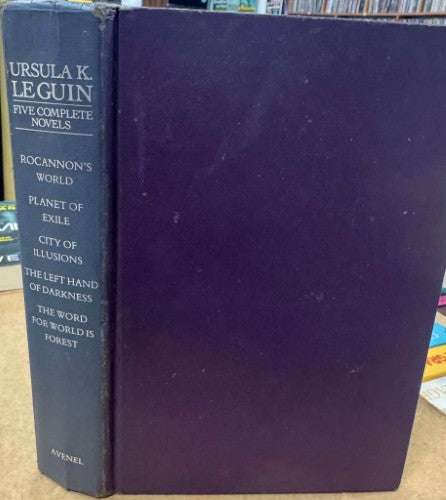 URSULA K.
LE GUIN
FIVE COMPLETE
NOVELS
ROCANNON'S
WORLD
PLANET OF
EXILE
CITY OF
ILLUSIONS
THE LEFT HAND
OF DARKNESS
THE WORD
FOR WORLD IS
FOREST
AVENEL